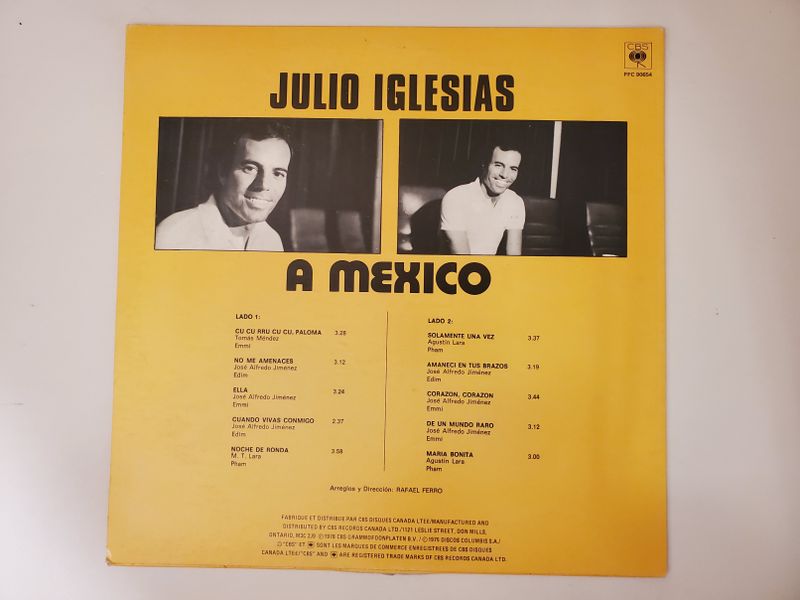 CBS
PFC 90654
JULIO IGLESIAS
A MEXICO
LADO 1:
CU CU RRU CU CU, PALOMA 3.25
Tomás Méndez
Emmi
NO ME AMENACES 3.12
José Alfredo Jiménez
Edim
ELLA 3.24
José Alfredo Jiménez
Emmi
CUANDO VIVAS CONMIGO 2.37
José Alfredo Jiménez
Edim
NOCHE DE RONDA 3.58
M. T. Lara
Pham
LADO 2:
SOLAMENTE UNA VEZ 3.37
Agustín Lara
Pham
AMANECI EN TUS BRAZOS 3.19
José Alfredo Jiménez
Edim
CORAZON, CORAZON 3.44
José Alfredo Jiménez
Emmi
DE UN MUNDO RARO 3.12
José Alfredo Jiménez
Emmi
MARIA BONITA 3.00
Agustín Lara
Pham
Arreglos y Dirección: RAFAEL FERRO
FABRIQUE ET DISTRIBUE PAR CBS DISQUES CANADA LTEE/MANUFACTURED AND
DISTRIBUTED BY CBS RECORDS CANADA LTD./1121 LESLIE STREET, DON MILLS,
ONTARIO, M3C 2J9 Ⓟ1976 CBS GRAMMOFOONPLATEN B.V./Ⓒ1975 DISCOS COLUMBIS S.A./
"CBS" ET SONT LES MARQUES DE COMMERCE ENREGISTREES DE CBS DISQUES
CANADA LTEE/"CBS" AND ARE REGISTERED TRADE MARKS OF CBS RECORDS CANADA LTD.